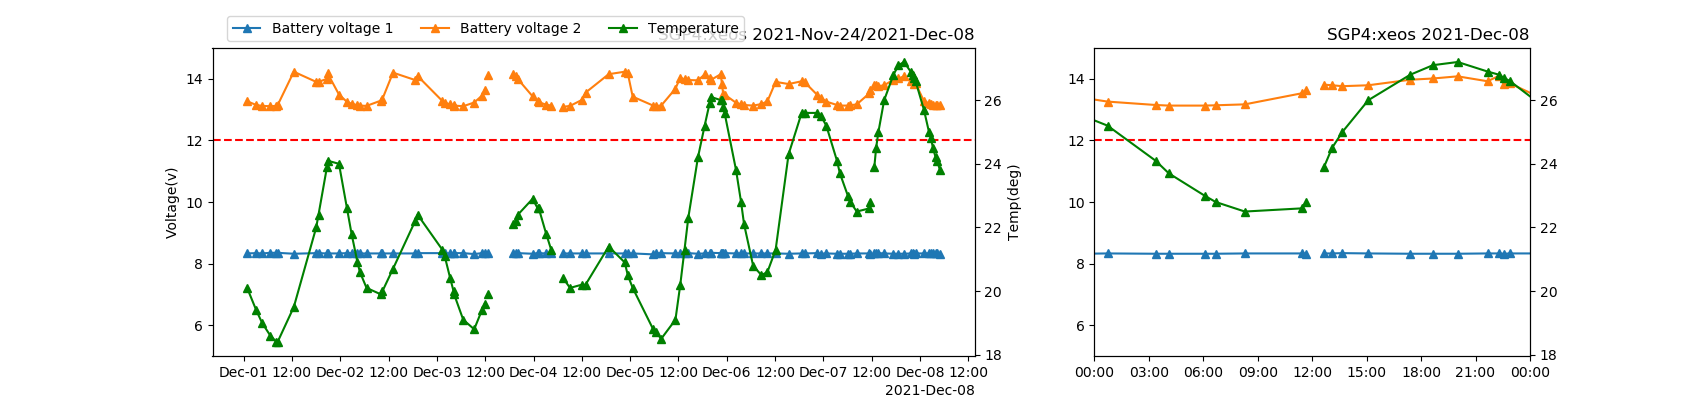 Battery voltage 1 Battery voltage 2 Temperature
SGP4:xeos 2021-Nov-24/2021-Dec-08
SGP4:xeos 2021-Dec-08
Voltage(v)
14
12
10
8
6
26
24
22
20
18
Temp(deg)
Dec-01 12:00 Dec-02 12:00 Dec-03 12:00 Dec-04 12:00 Dec-05 12:00 Dec-06 12:00 Dec-07 12:00 Dec-08 12:00
2021-Dec-08
14
12
10
8
6
26
24
22
20
18
00:00 03:00 06:00 09:00 12:00 15:00 18:00 21:00 00:00